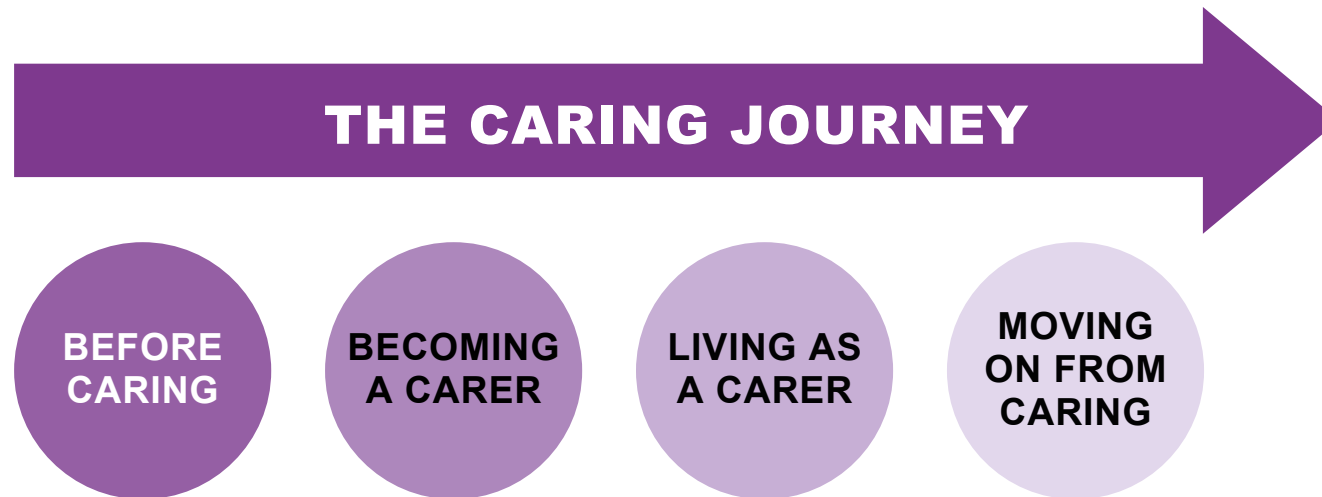 THE CARING JOURNEY
BEFORE
CARING
BECOMING
A CARER
LIVING AS
A CARER
MOVING
ON FROM
CARING